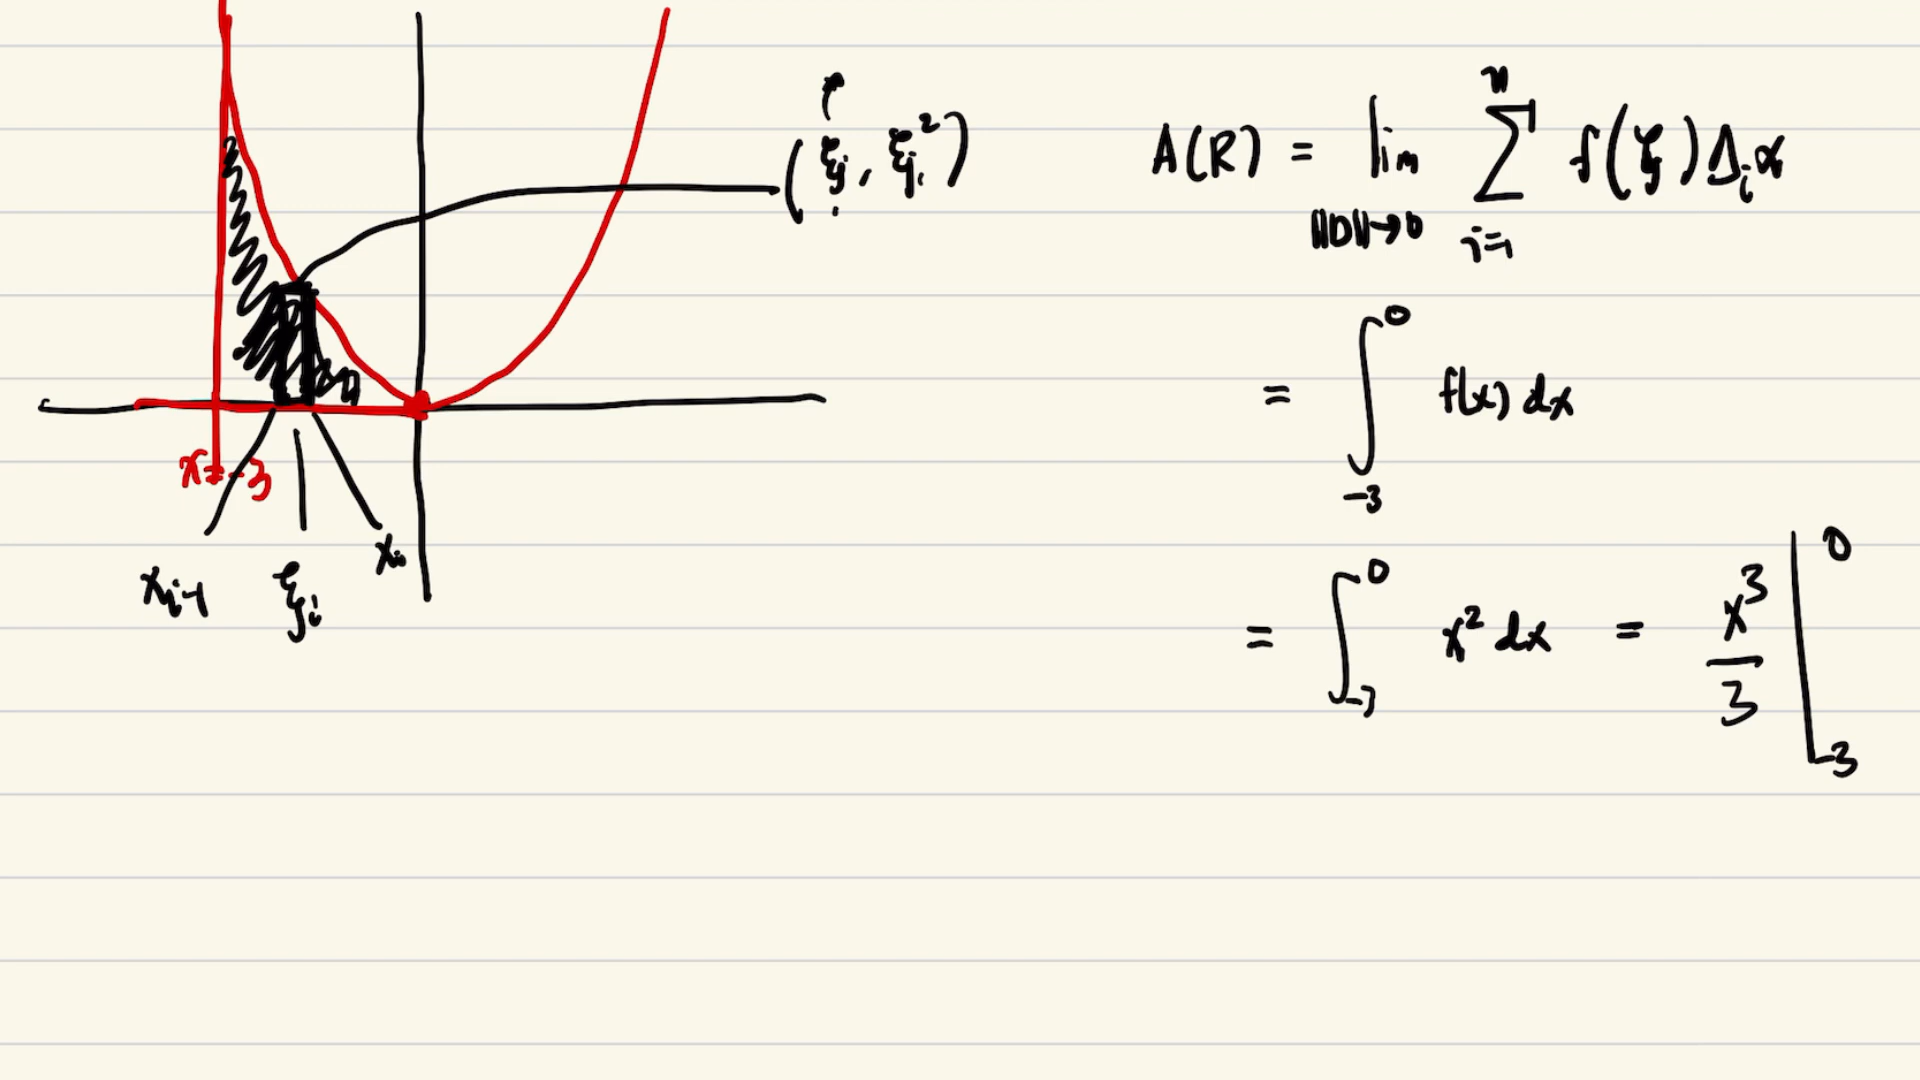 (ξᵢ, ξᵢ²)
x=-3
xᵢ₋₁ ξᵢ xᵢ
A(R) = lim ||D||→0 ∑ i=1 n f(ξᵢ) Δᵢx
= ∫₋₃⁰ f(x) dx
= ∫₋₃⁰ x² dx = x³/3 |₋₃⁰